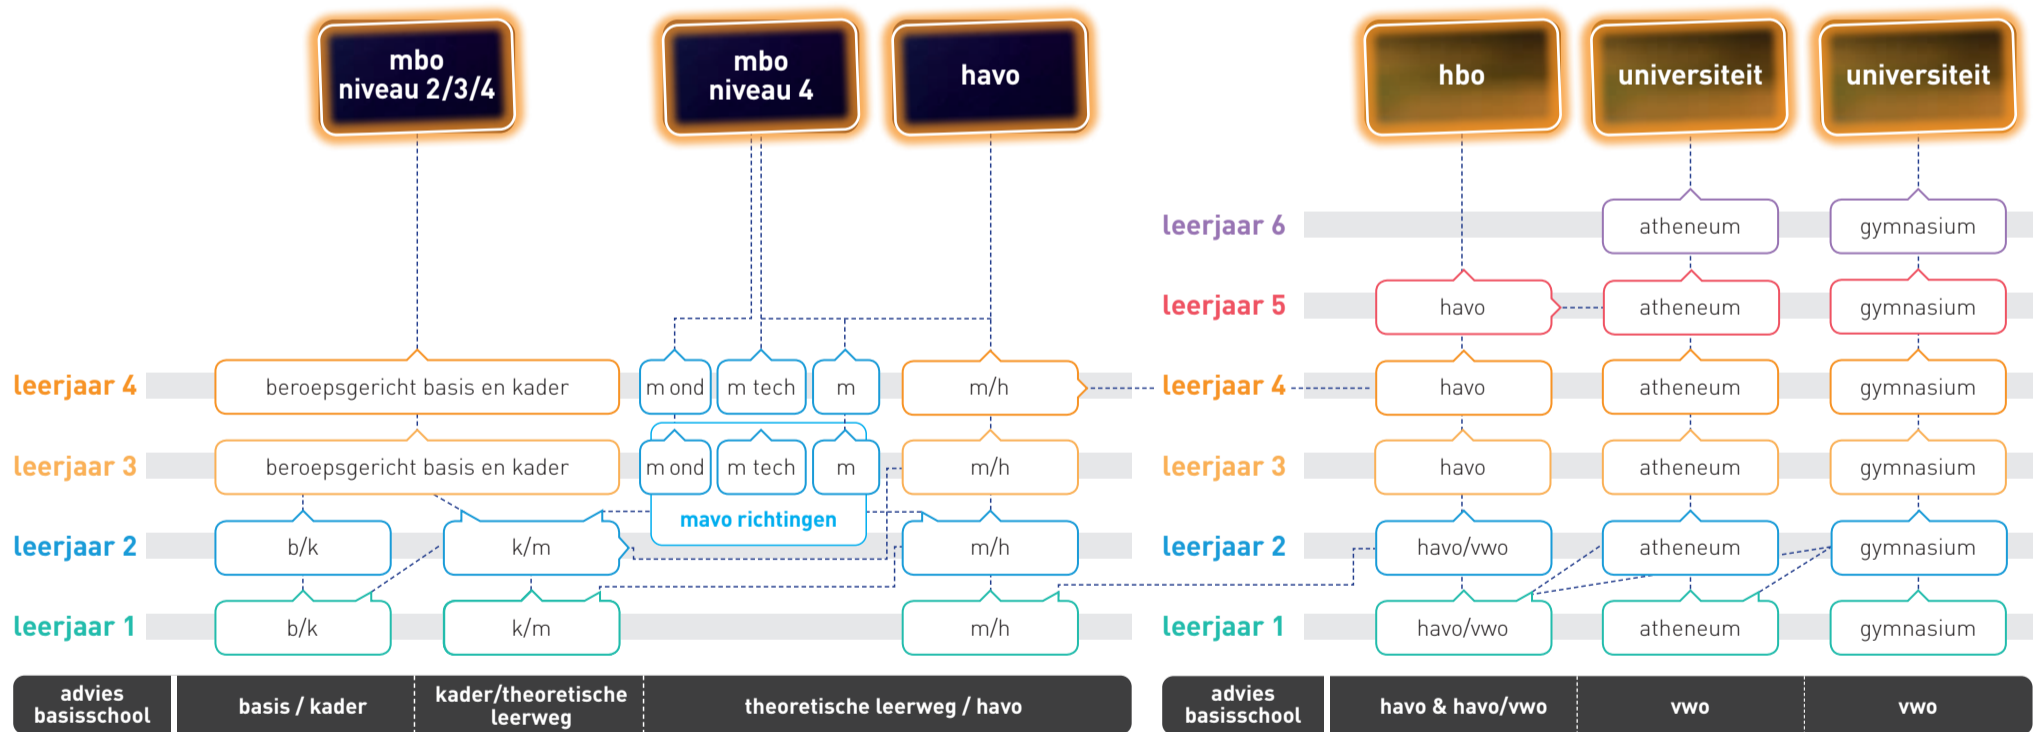 mbo
niveau 2/3/4
mbo
niveau 4
havo
hbo
universiteit
universiteit
leerjaar 6
atheneum
gymnasium
leerjaar 5
havo
atheneum
gymnasium
leerjaar 4
beroepsgericht basis en kader
m ond
m tech
m
m/h
leerjaar 4
havo
atheneum
gymnasium
leerjaar 3
beroepsgericht basis en kader
m ond
m tech
m
m/h
leerjaar 3
havo
atheneum
gymnasium
mavo richtingen
leerjaar 2
b/k
k/m
m/h
leerjaar 2
havo/vwo
atheneum
gymnasium
leerjaar 1
b/k
k/m
m/h
leerjaar 1
havo/vwo
atheneum
gymnasium
advies
basisschool
basis / kader
kader/theoretische
leerweg
theoretische leerweg / havo
advies
basisschool
havo & havo/vwo
vwo
vwo